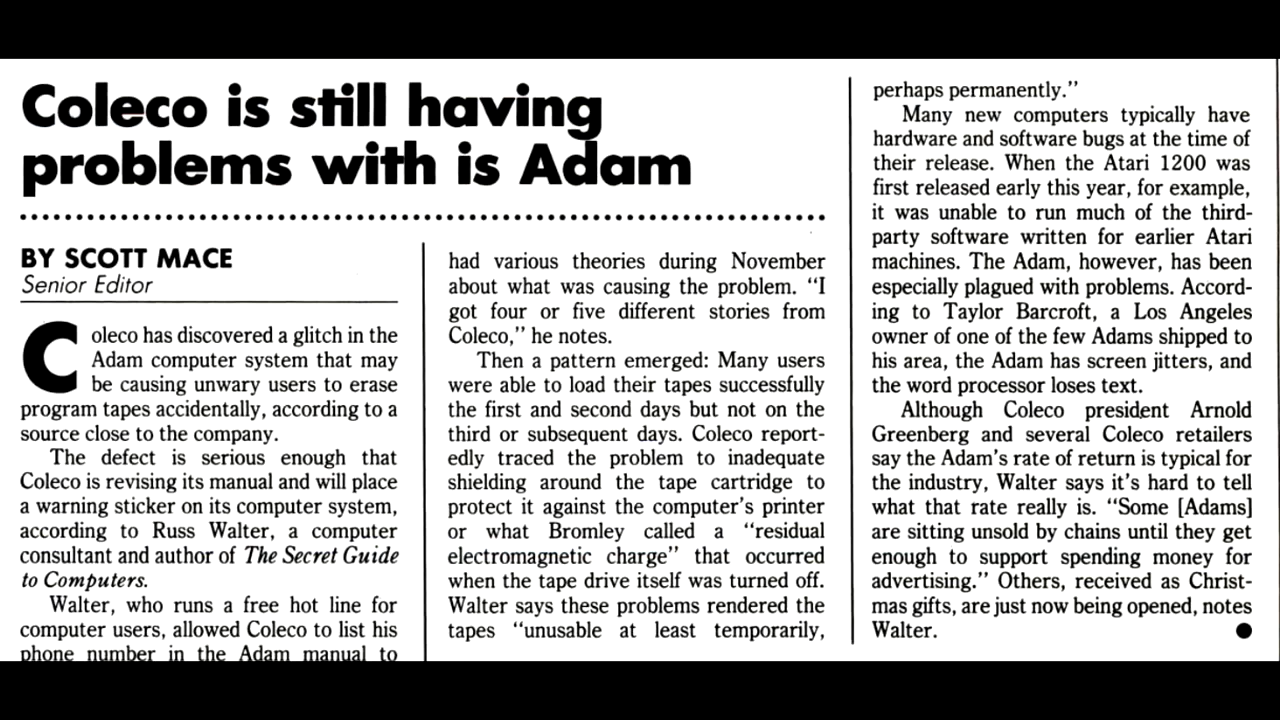 Coleco is still having
problems with is Adam
BY SCOTT MACE
Senior Editor
Coleco has discovered a glitch in the
Adam computer system that may
be causing unwary users to erase
program tapes accidentally, according to a
source close to the company.
The defect is serious enough that
Coleco is revising its manual and will place
a warning sticker on its computer system,
according to Russ Walter, a computer
consultant and author of The Secret Guide
to Computers.
Walter, who runs a free hot line for
computer users, allowed Coleco to list his
phone number in the Adam manual to
had various theories during November
about what was causing the problem. “I
got four or five different stories from
Coleco,” he notes.
Then a pattern emerged: Many users
were able to load their tapes successfully
the first and second days but not on the
third or subsequent days. Coleco report-
edly traced the problem to inadequate
shielding around the tape cartridge to
protect it against the computer’s printer
or what Bromley called a “residual
electromagnetic charge” that occurred
when the tape drive itself was turned off.
Walter says these problems rendered the
tapes “unusable at least temporarily,
perhaps permanently.”
Many new computers typically have
hardware and software bugs at the time of
their release. When the Atari 1200 was
first released early this year, for example,
it was unable to run much of the third-
party software written for earlier Atari
machines. The Adam, however, has been
especially plagued with problems. Accord-
ing to Taylor Barcroft, a Los Angeles
owner of one of the few Adams shipped to
his area, the Adam has screen jitters, and
the word processor loses text.
Although Coleco president Arnold
Greenberg and several Coleco retailers
say the Adam’s rate of return is typical for
the industry, Walter says it’s hard to tell
what that rate really is. “Some [Adams]
are sitting unsold by chains until they get
enough to support spending money for
advertising.” Others, received as Christ-
mas gifts, are just now being opened, notes
Walter.